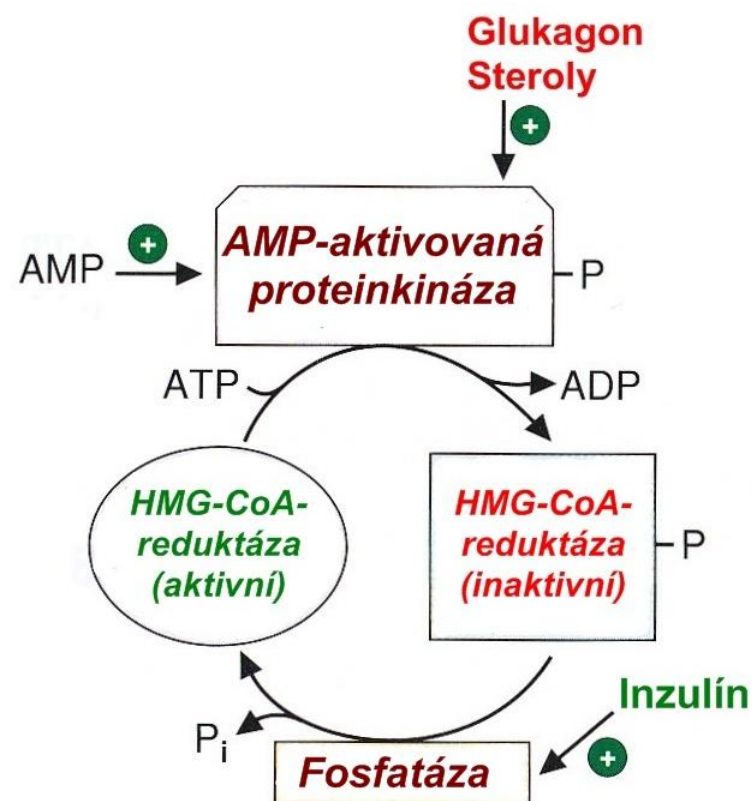 Glukagon
Steroly
+
AMP-aktivovaná
proteinkináza
AMP
+
P
ATP
ADP
HMG-CoA-
reduktáza
(aktivní)
HMG-CoA-
reduktáza
(inaktivní)
P
Inzulín
+
Pi
Fosfatáza